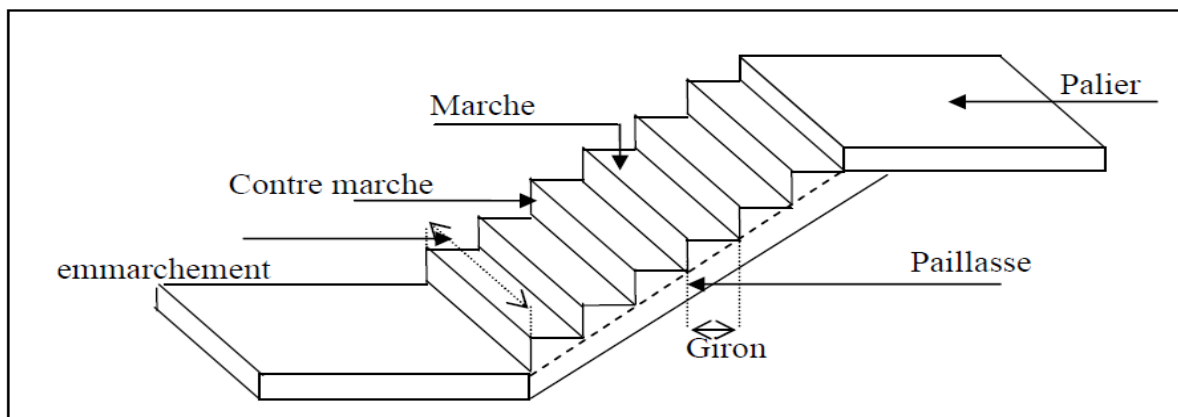 Palier
Marche
Contre marche
emmarchement
Paillasse
Giron